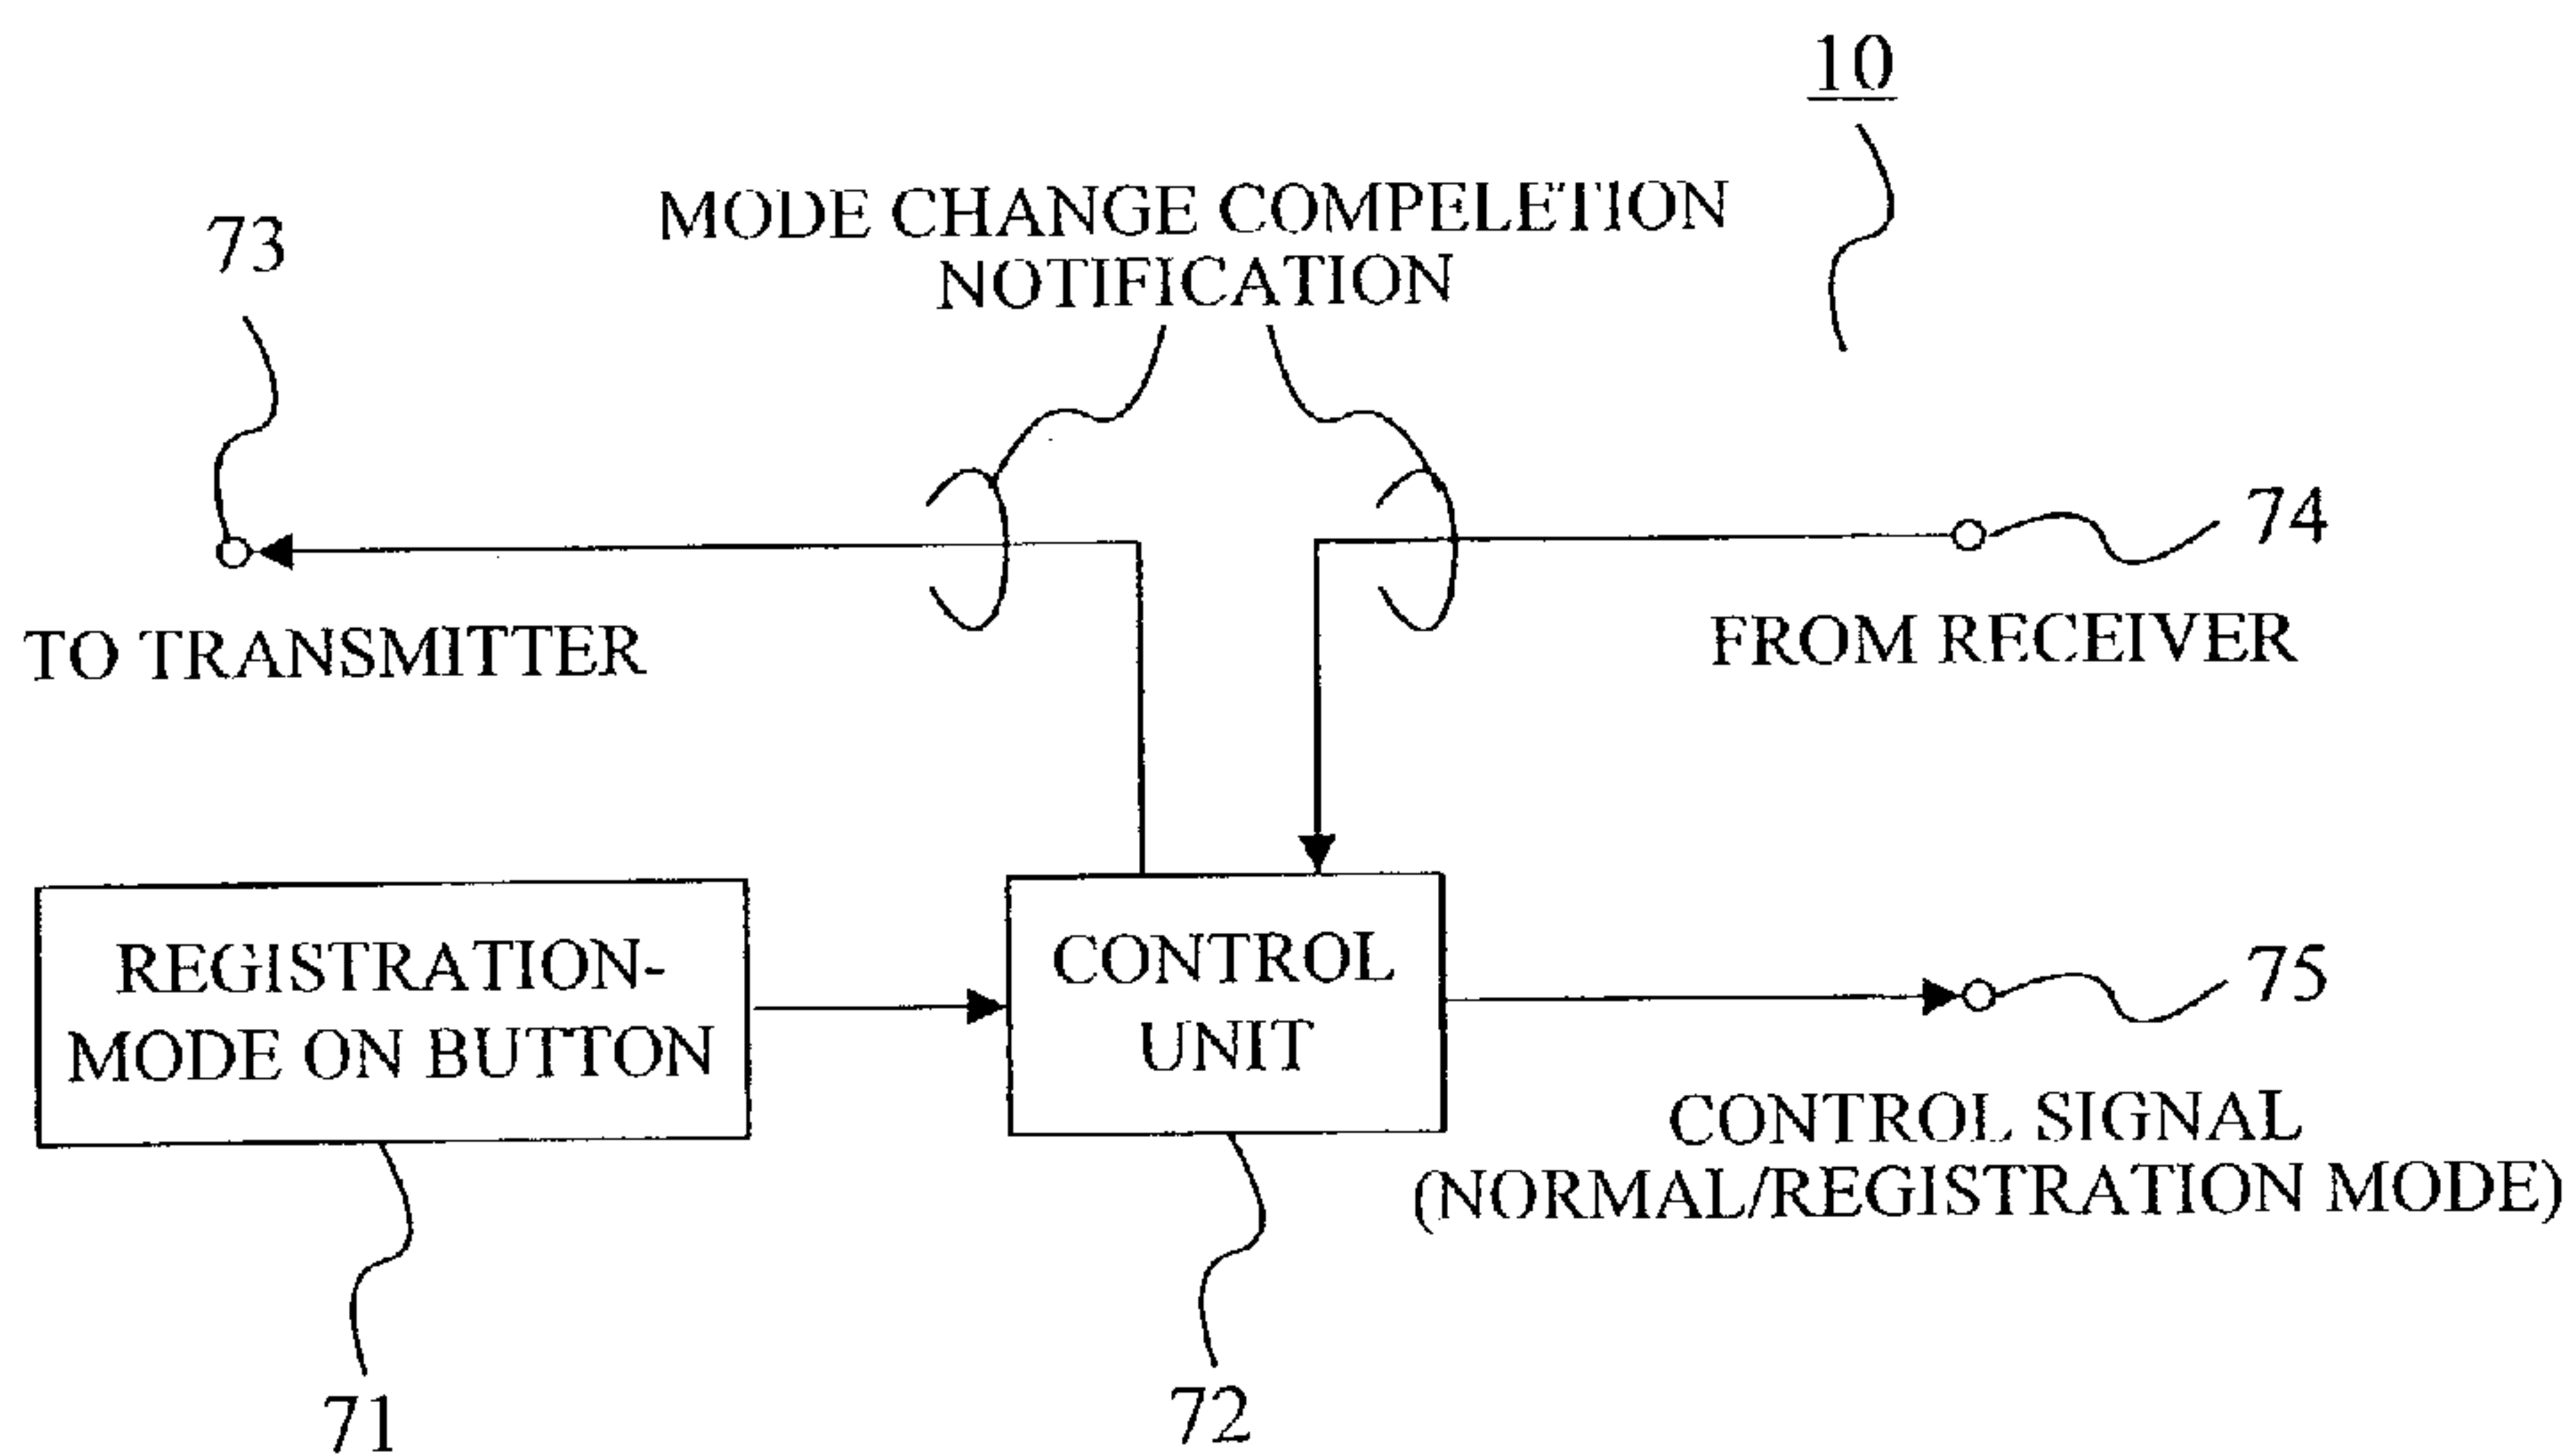 10
MODE CHANGE COMPELETION
NOTIFICATION
73
74
TO TRANSMITTER
FROM RECEIVER
REGISTRATION-
MODE ON BUTTON
CONTROL
UNIT
75
CONTROL SIGNAL
(NORMAL/REGISTRATION MODE)
71
72